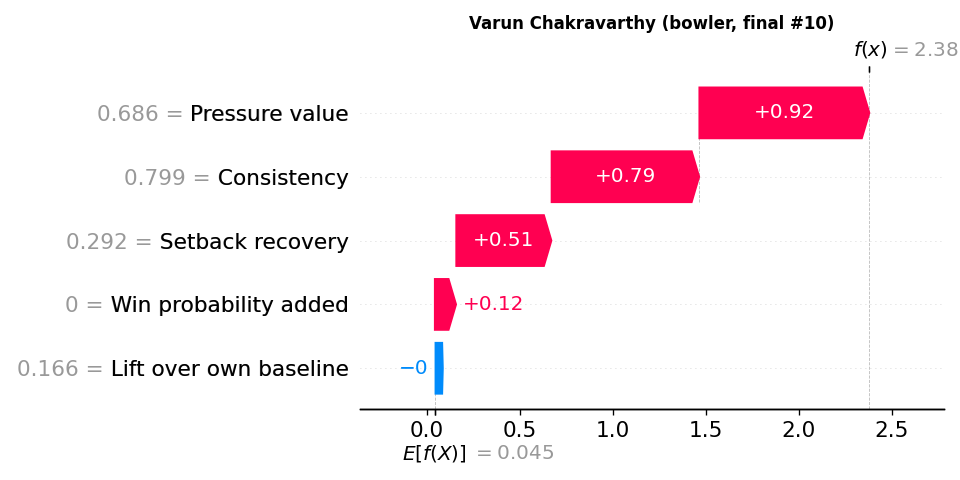 Varun Chakravarthy (bowler, final #10)
f(x) = 2.38
0.686 = Pressure value
+0.92
0.799 = Consistency
+0.79
0.292 = Setback recovery
+0.51
0 = Win probability added
+0.12
0.166 = Lift over own baseline
−0
0.0 0.5 1.0 1.5 2.0 2.5
E[f(X)] = 0.045